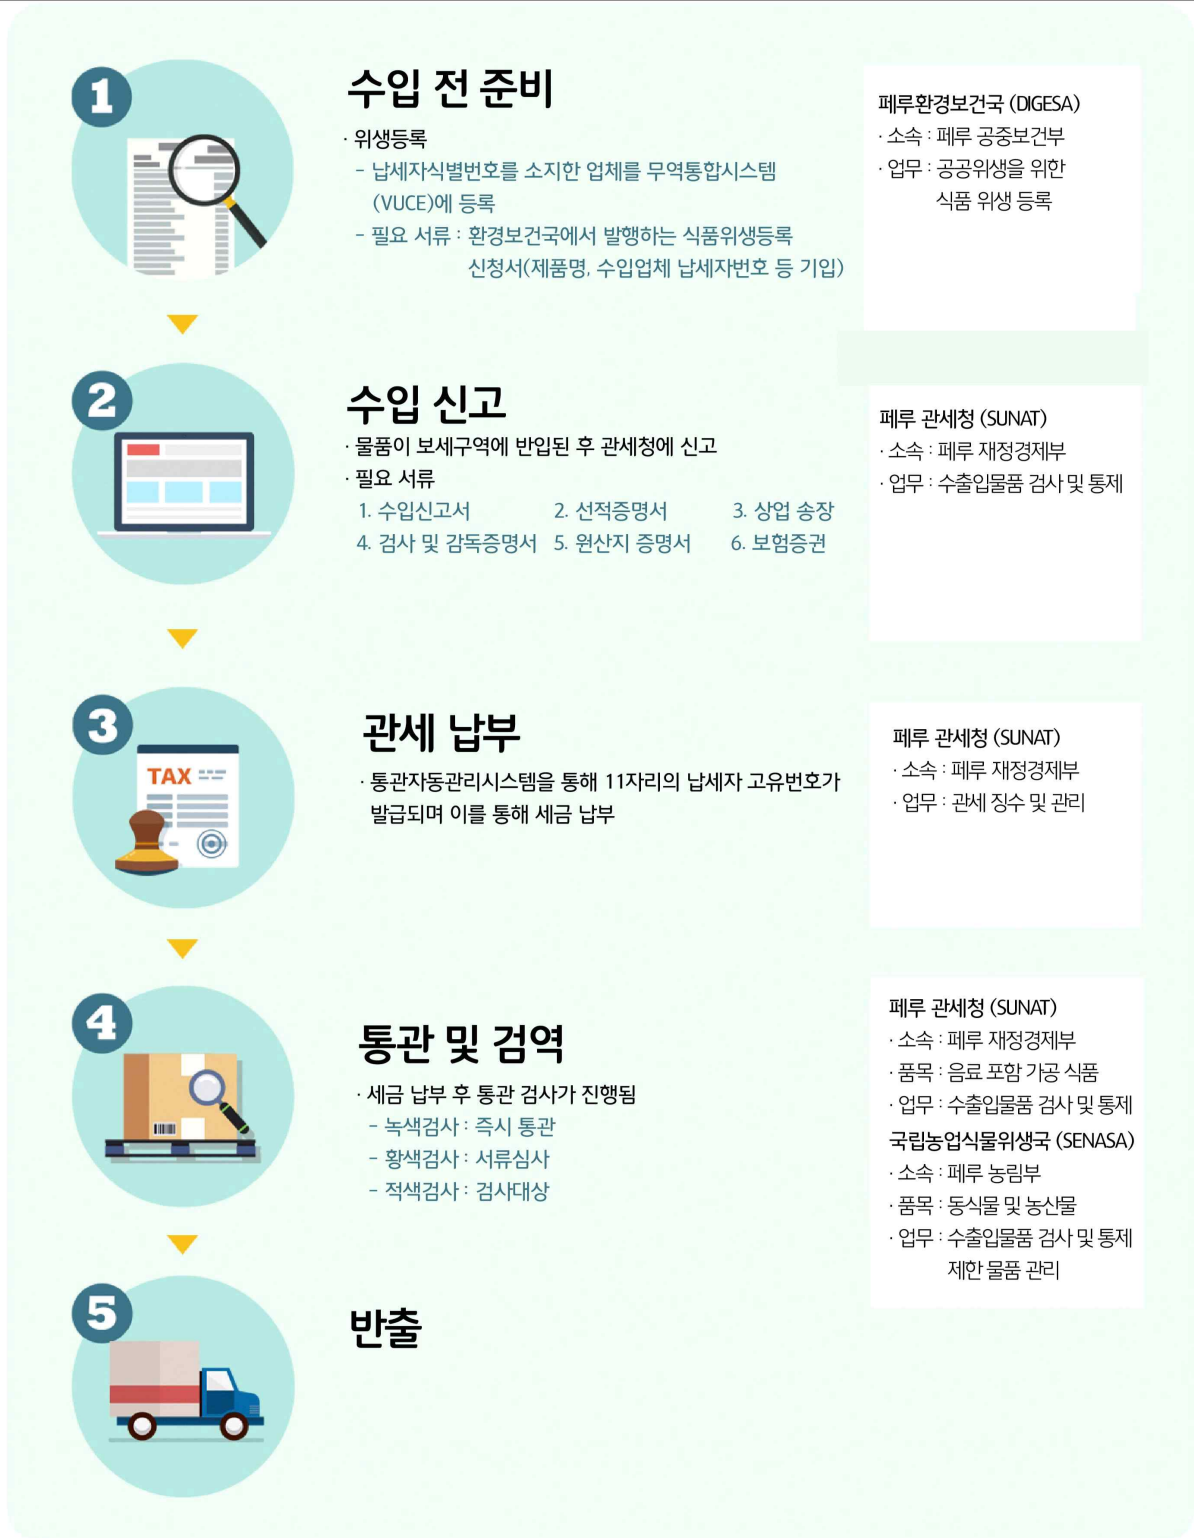 1
수입 전 준비
· 위생등록
- 납세자식별번호를 소지한 업체를 무역통합시스템
(VUCE)에 등록
- 필요 서류 : 환경보건국에서 발행하는 식품위생등록
신청서(제품명, 수입업체 납세자번호 등 기입)
페루환경보건국 (DIGESA)
· 소속 : 페루 공중보건부
· 업무 : 공공위생을 위한
식품 위생 등록
2
수입 신고
· 물품이 보세구역에 반입된 후 관세청에 신고
· 필요 서류
1. 수입신고서 2. 선적증명서 3. 상업 송장
4. 검사 및 감독증명서 5. 원산지 증명서 6. 보험증권
페루 관세청 (SUNAT)
· 소속 : 페루 재정경제부
· 업무 : 수출입물품 검사 및 통제
3
TAX
관세 납부
· 통관자동관리시스템을 통해 11자리의 납세자 고유번호가
발급되며 이를 통해 세금 납부
페루 관세청 (SUNAT)
· 소속 : 페루 재정경제부
· 업무 : 관세 징수 및 관리
4
통관 및 검역
· 세금 납부 후 통관 검사가 진행됨
- 녹색검사 : 즉시 통관
- 황색검사 : 서류심사
- 적색검사 : 검사대상
페루 관세청 (SUNAT)
· 소속 : 페루 재정경제부
· 품목 : 음료 포함 가공 식품
· 업무 : 수출입물품 검사 및 통제
국립농업식물위생국 (SENASA)
· 소속 : 페루 농림부
· 품목 : 동식물 및 농산물
· 업무 : 수출입물품 검사 및 통제
제한 물품 관리
5
반출